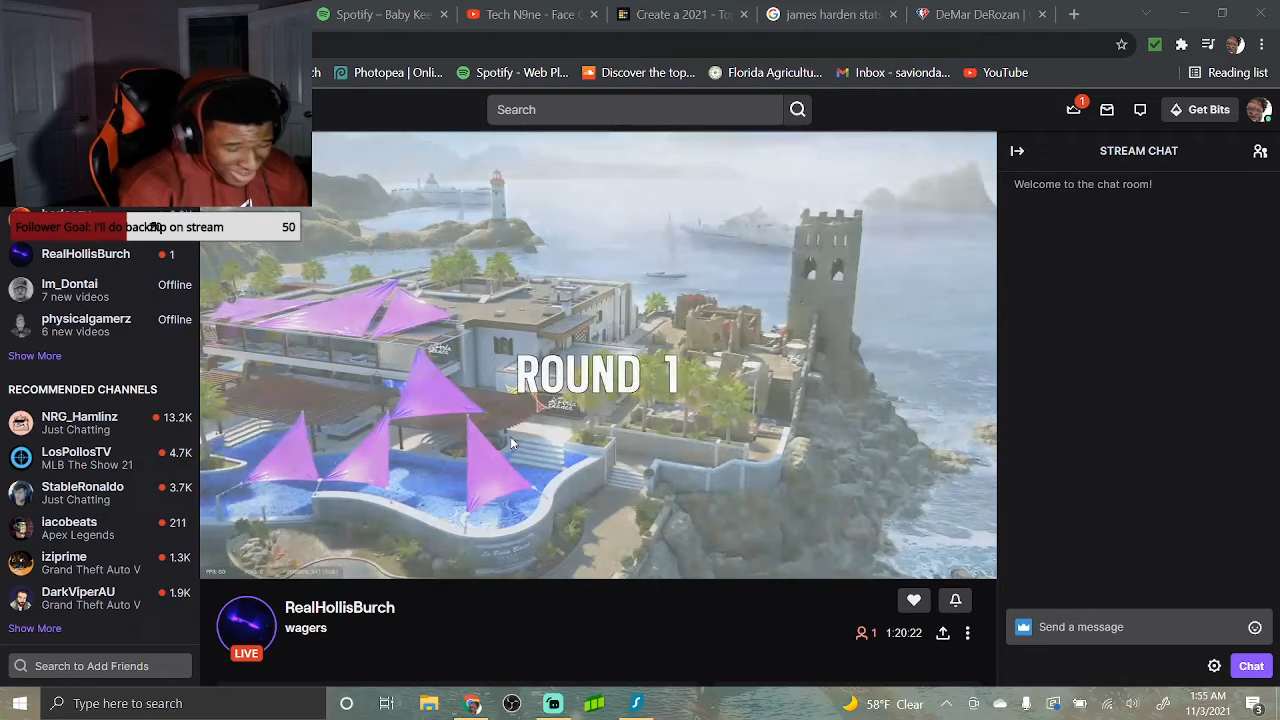 Spotify – Baby Kee
Tech N9ne - Face O
Create a 2021 - Top
james harden stats
DeMar DeRozan | G
Photopea | Onli...
Spotify - Web Pl...
Discover the top...
Florida Agricultu...
Inbox - savionda...
YouTube
Reading list
Search
1
Get Bits
STREAM CHAT
Welcome to the chat room!
Follower Goal: I'll do backflip on stream
50
RealHollisBurch
1
Im_Dontai
Offline
7 new videos
physicalgamerz
Offline
6 new videos
Show More
RECOMMENDED CHANNELS
NRG_Hamlinz
13.2K
Just Chatting
LosPollosTV
4.7K
MLB The Show 21
StableRonaldo
3.7K
Just Chatting
iacobeats
211
Apex Legends
iziprime
1.3K
Grand Theft Auto V
DarkViperAU
1.9K
Grand Theft Auto V
Show More
Search to Add Friends
ROUND 1
RealHollisBurch
wagers
LIVE
1
1:20:22
Send a message
Chat
Type here to search
58°F Clear
1:55 AM
11/3/2021
3